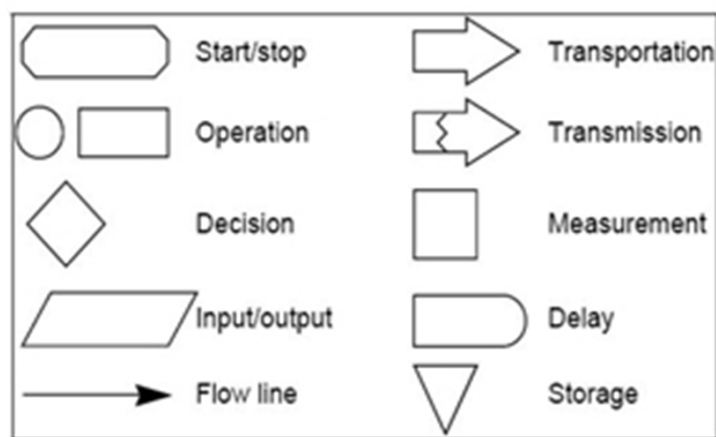 Start/stop
Transportation
Operation
Transmission
Decision
Measurement
Input/output
Delay
Flow line
Storage